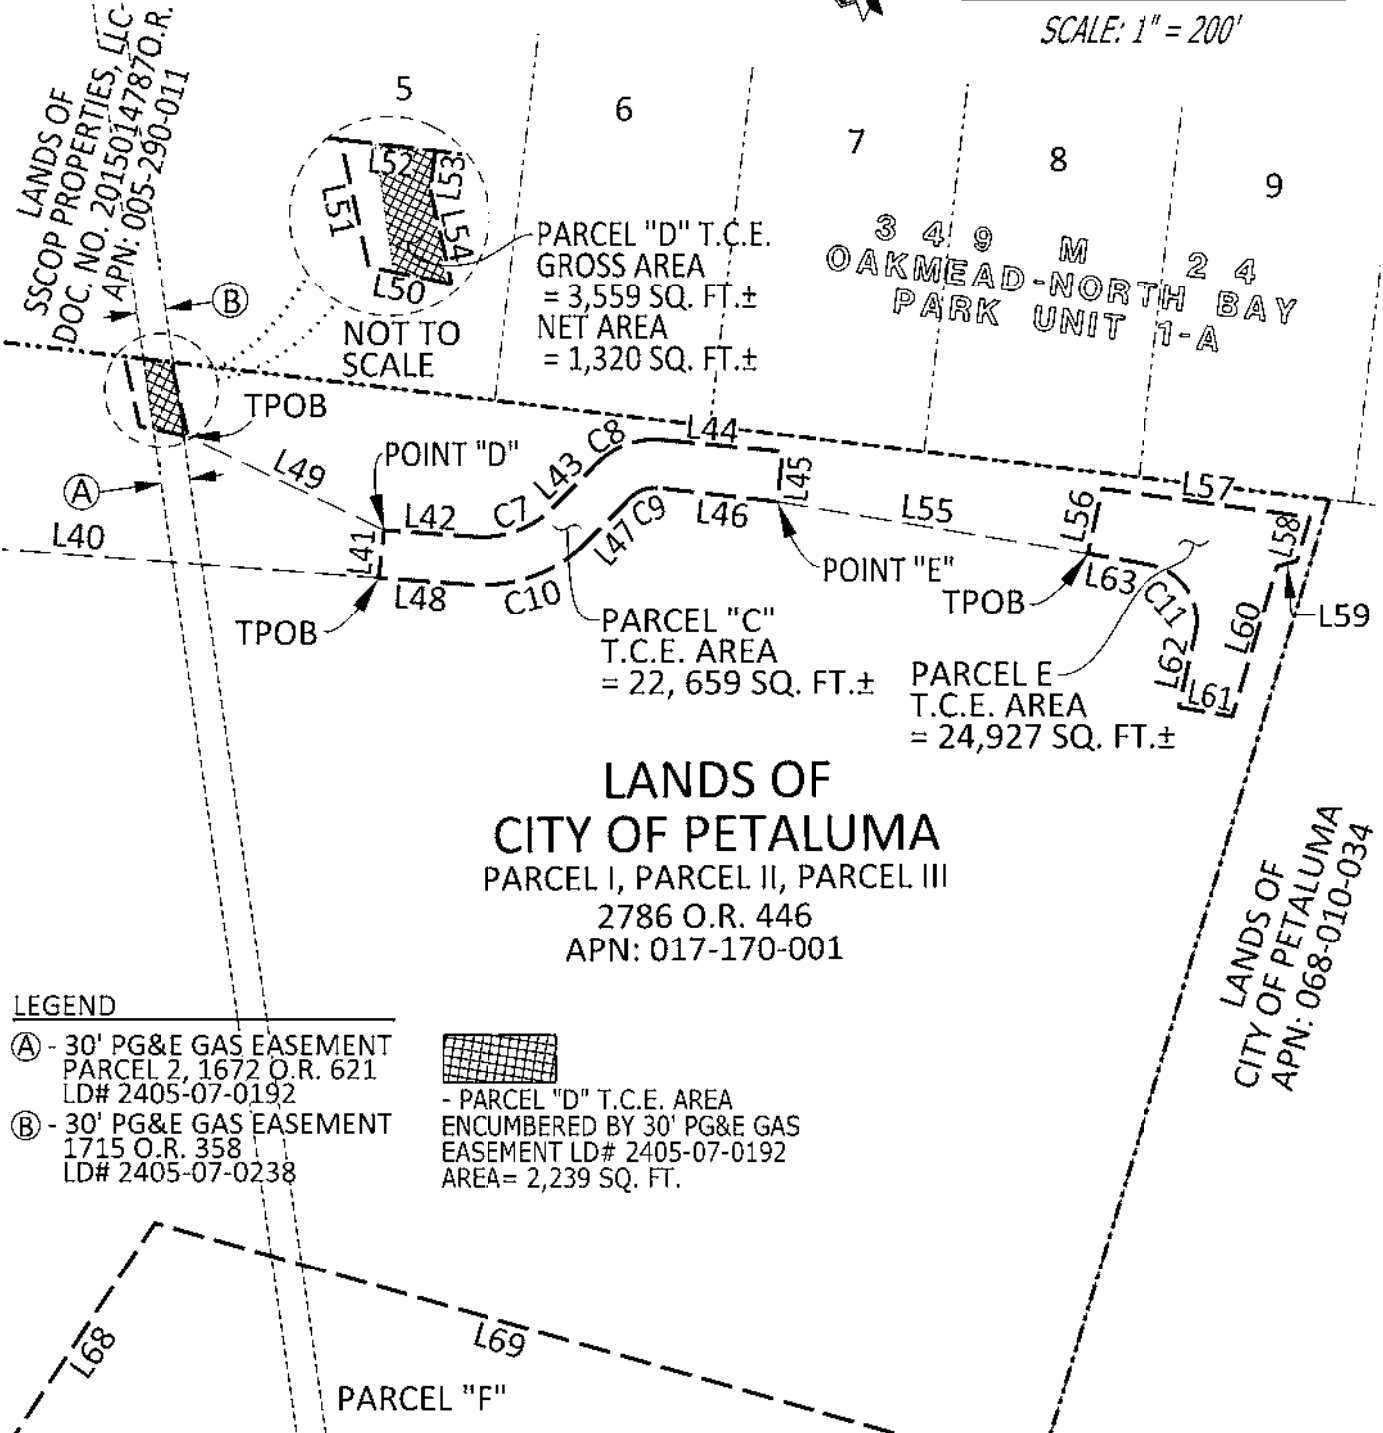 SCALE: 1" = 200'
LANDS OF
SSCOP PROPERTIES, LLC
DOC. NO. 2015014787O.R.
APN: 005-290-011
5
6
7
8
9
3 4 9 M 2 4
OAKMEAD-NORTH BAY
PARK UNIT 1-A
L52
L53
L51
L54
L50
NOT TO
SCALE
PARCEL "D" T.C.E.
GROSS AREA
= 3,559 SQ. FT.±
NET AREA
= 1,320 SQ. FT.±
B
TPOB
A
L49
POINT "D"
L40
L41
L42
C7
L43
C8
L44
L45
L46
C9
L47
C10
L48
TPOB
L55
POINT "E"
TPOB
L56
L57
L58
L59
L60
L61
L62
C11
L63
PARCEL "C"
T.C.E. AREA
= 22, 659 SQ. FT.±
PARCEL E
T.C.E. AREA
= 24,927 SQ. FT.±
LANDS OF
CITY OF PETALUMA
PARCEL I, PARCEL II, PARCEL III
2786 O.R. 446
APN: 017-170-001
LANDS OF
CITY OF PETALUMA
APN: 068-010-034
LEGEND
A - 30' PG&E GAS EASEMENT
PARCEL 2, 1672 O.R. 621
LD# 2405-07-0192
B - 30' PG&E GAS EASEMENT
1715 O.R. 358
LD# 2405-07-0238
- PARCEL "D" T.C.E. AREA
ENCUMBERED BY 30' PG&E GAS
EASEMENT LD# 2405-07-0192
AREA= 2,239 SQ. FT.
L68
L69
PARCEL "F"